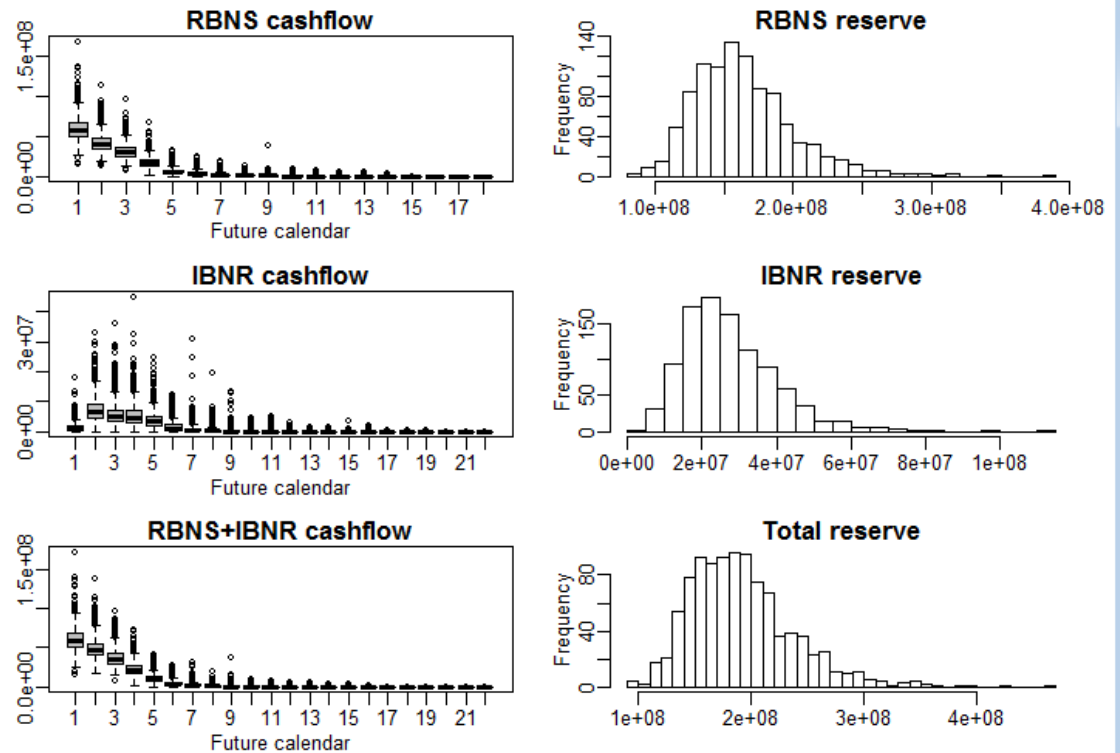 RBNS cashflow
0.0e+00 1.5e+08
1 3 5 7 9 11 13 15 17
Future calendar
RBNS reserve
Frequency
0 40 80 140
1.0e+08 2.0e+08 3.0e+08 4.0e+08
IBNR cashflow
0e+00 3e+07
1 3 5 7 9 11 13 15 17 19 21
Future calendar
IBNR reserve
Frequency
0 50 150
0e+00 2e+07 4e+07 6e+07 8e+07 1e+08
RBNS+IBNR cashflow
0.0e+00 1.5e+08
1 3 5 7 9 11 13 15 17 19 21
Future calendar
Total reserve
Frequency
0 40 80
1e+08 2e+08 3e+08 4e+08